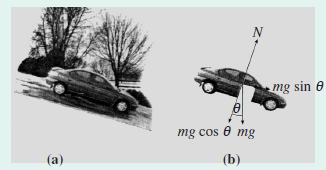 N
mg sin θ
θ
mg cos θ mg
(a) (b)